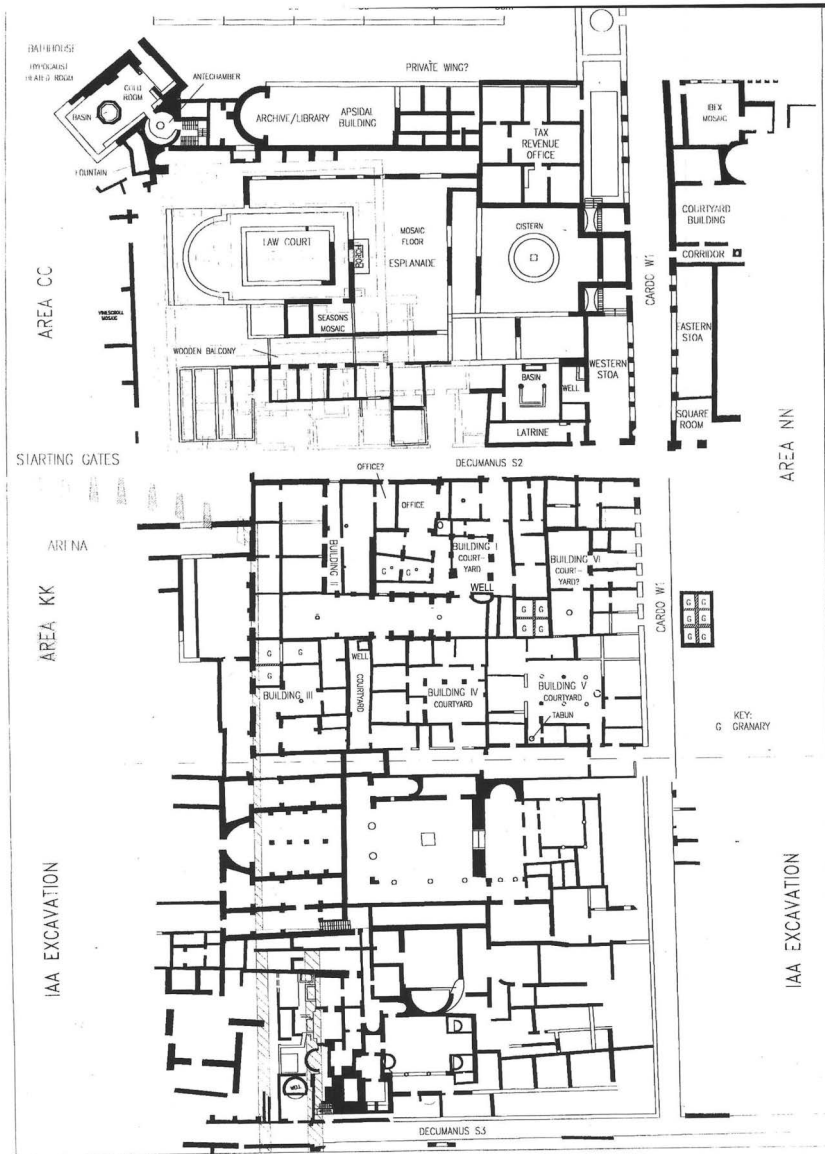 BATHHOUSE
HYPOCAUST
HEATED ROOM
COLD
ROOM
BASIN
ANTECHAMBER
FOUNTAIN
PRIVATE WING?
ARCHIVE/LIBRARY
APSIDAL
BUILDING
TAX
REVENUE
OFFICE
IBEX
MOSAIC
COURTYARD
BUILDING
CORRIDOR
LAW COURT
PORCH
MOSAIC
FLOOR
ESPLANADE
CISTERN
CARDO W1
AREA CC
VINE SCROLL
MOSAIC
SEASONS
MOSAIC
WOODEN BALCONY
BASIN
WELL
WESTERN
STOA
EASTERN
STOA
SQUARE
ROOM
LATRINE
AREA NN
STARTING GATES
DECUMANUS S2
OFFICE?
OFFICE
ARENA
BUILDING II
G
G
BUILDING I
COURT-
YARD
WELL
BUILDING VI
COURT-
YARD?
G G
G G
CARDO W1
G G
G G
G G
AREA KK
G
G
G
WELL
COURTYARD
BUILDING III
BUILDING IV
COURTYARD
BUILDING V
COURTYARD
TABUN
KEY:
G GRANARY
IAA EXCAVATION
IAA EXCAVATION
WELL
DECUMANUS S3